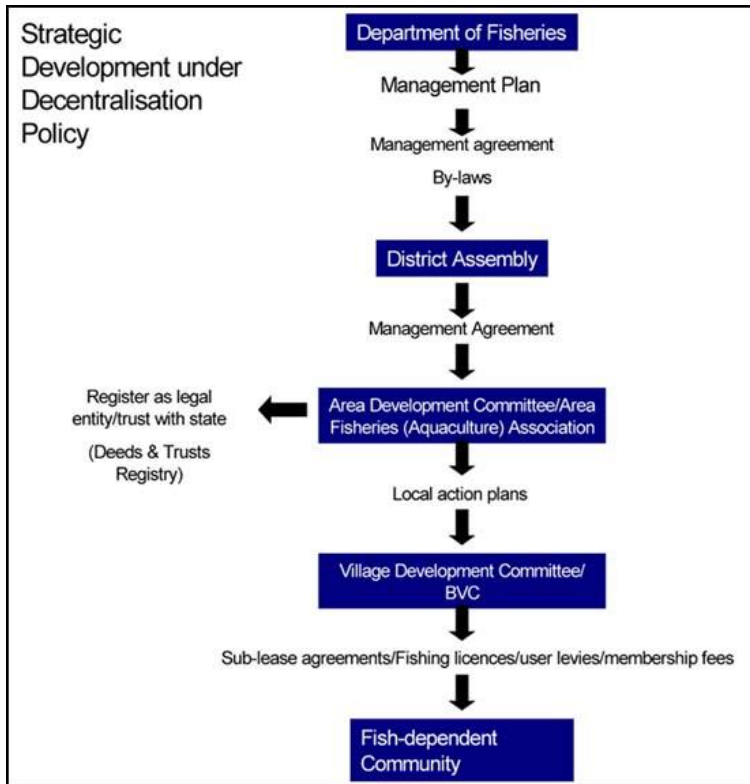 Strategic
Development under
Decentralisation
Policy
Department of Fisheries
Management Plan
Management agreement
By-laws
District Assembly
Management Agreement
Register as legal
entity/trust with state
(Deeds & Trusts
Registry)
Area Development Committee/Area
Fisheries (Aquaculture) Association
Local action plans
Village Development Committee/
BVC
Sub-lease agreements/Fishing licences/user levies/membership fees
Fish-dependent
Community